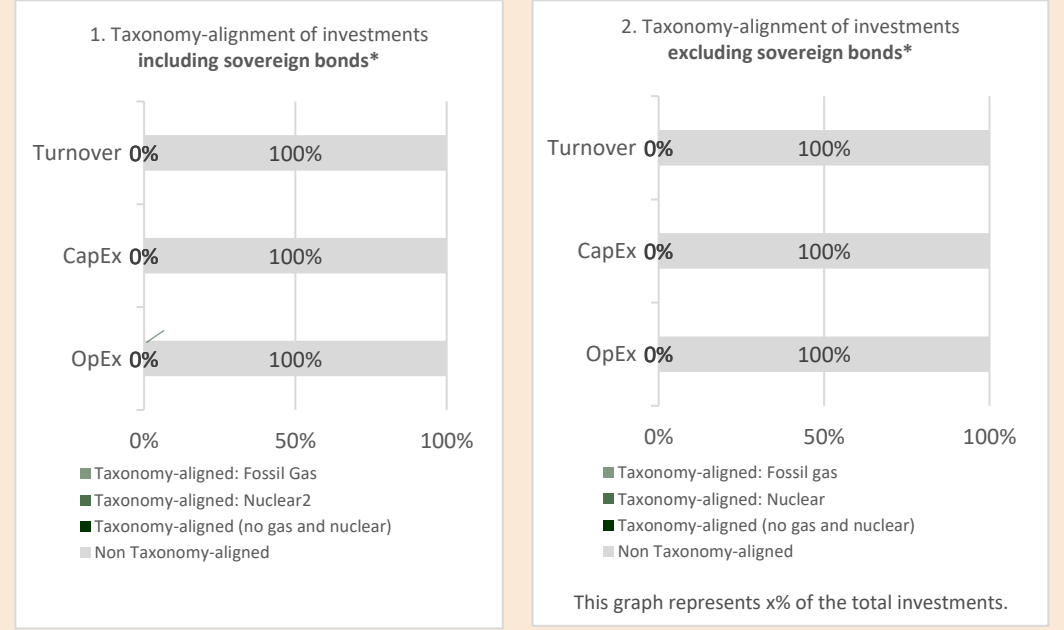 1. Taxonomy-alignment of investments
including sovereign bonds*
Turnover 0% 100%
CapEx 0% 100%
OpEx 0% 100%
0% 50% 100%
Taxonomy-aligned: Fossil Gas
Taxonomy-aligned: Nuclear2
Taxonomy-aligned (no gas and nuclear)
Non Taxonomy-aligned
2. Taxonomy-alignment of investments
excluding sovereign bonds*
Turnover 0% 100%
CapEx 0% 100%
OpEx 0% 100%
0% 50% 100%
Taxonomy-aligned: Fossil gas
Taxonomy-aligned: Nuclear
Taxonomy-aligned (no gas and nuclear)
Non Taxonomy-aligned
This graph represents x% of the total investments.